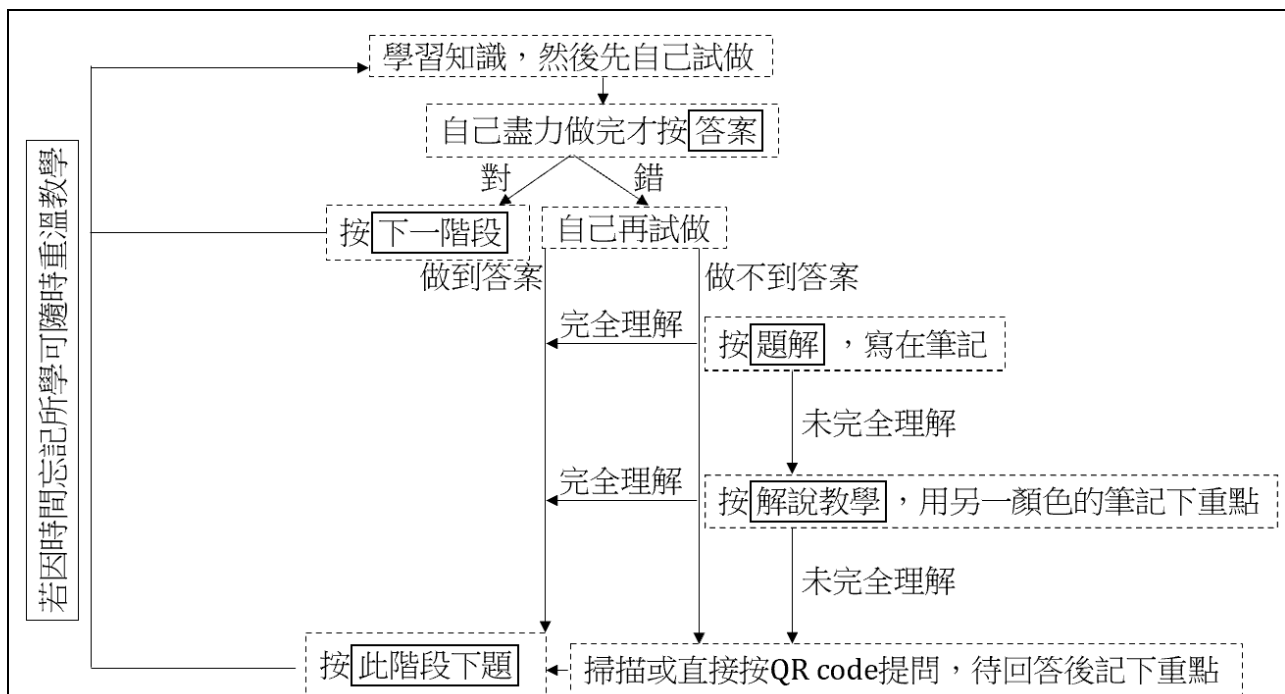 學習知識，然後先自己試做
自己盡力做完才按 答案
對 錯
按 下一階段
自己再試做
做到答案 做不到答案
完全理解
按 題解 ，寫在筆記
未完全理解
完全理解
按 解說教學 ，用另一顏色的筆記下重點
未完全理解
按 此階段下題
掃描或直接按QR code提問，待回答後記下重點
若因時間忘記所學可隨時重溫教學